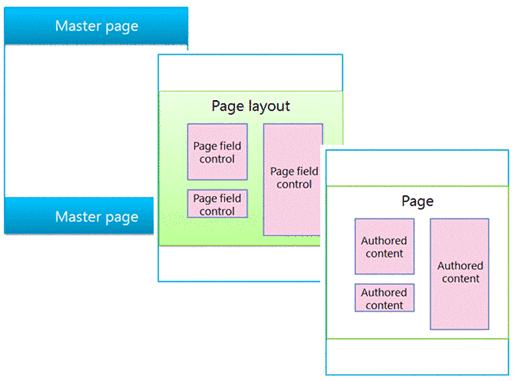 Master page
Master page
Page layout
Page field
control
Page field
control
Page field
control
Page
Authored
content
Authored
content
Authored
content